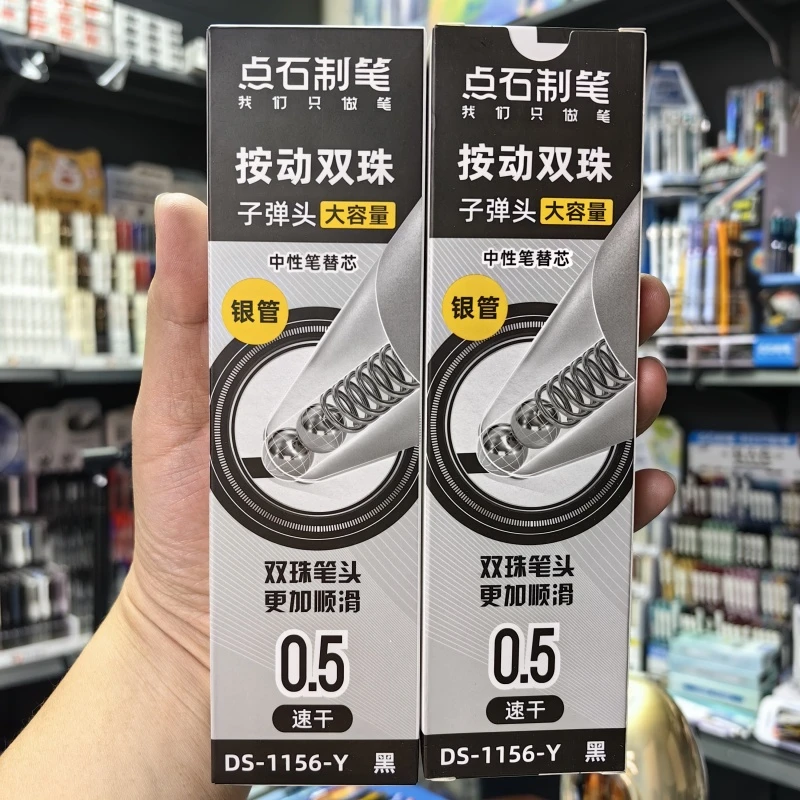 点石制笔
我们只做笔
按动双珠
子弹头 大容量
中性笔替芯
银管
双珠笔头
更加顺滑
0.5
速干
DS-1156-Y 黑
点石制笔
我们只做笔
按动双珠
子弹头 大容量
中性笔替芯
银管
双珠笔头
更加顺滑
0.5
速干
DS-1156-Y 黑